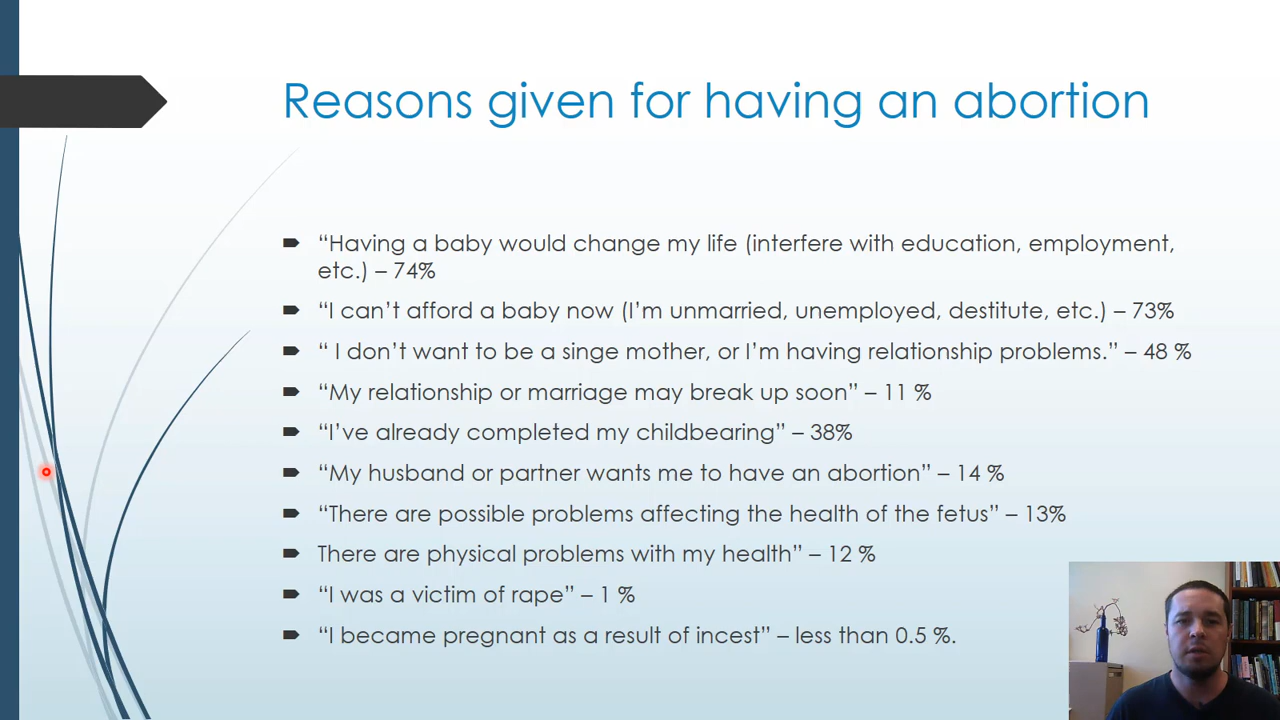 Reasons given for having an abortion
“Having a baby would change my life (interfere with education, employment,
etc.) – 74%
“I can’t afford a baby now (I’m unmarried, unemployed, destitute, etc.) – 73%
“ I don’t want to be a singe mother, or I’m having relationship problems.” – 48 %
“My relationship or marriage may break up soon” – 11 %
“I’ve already completed my childbearing” – 38%
“My husband or partner wants me to have an abortion” – 14 %
“There are possible problems affecting the health of the fetus” – 13%
There are physical problems with my health” – 12 %
“I was a victim of rape” – 1 %
“I became pregnant as a result of incest” – less than 0.5 %.